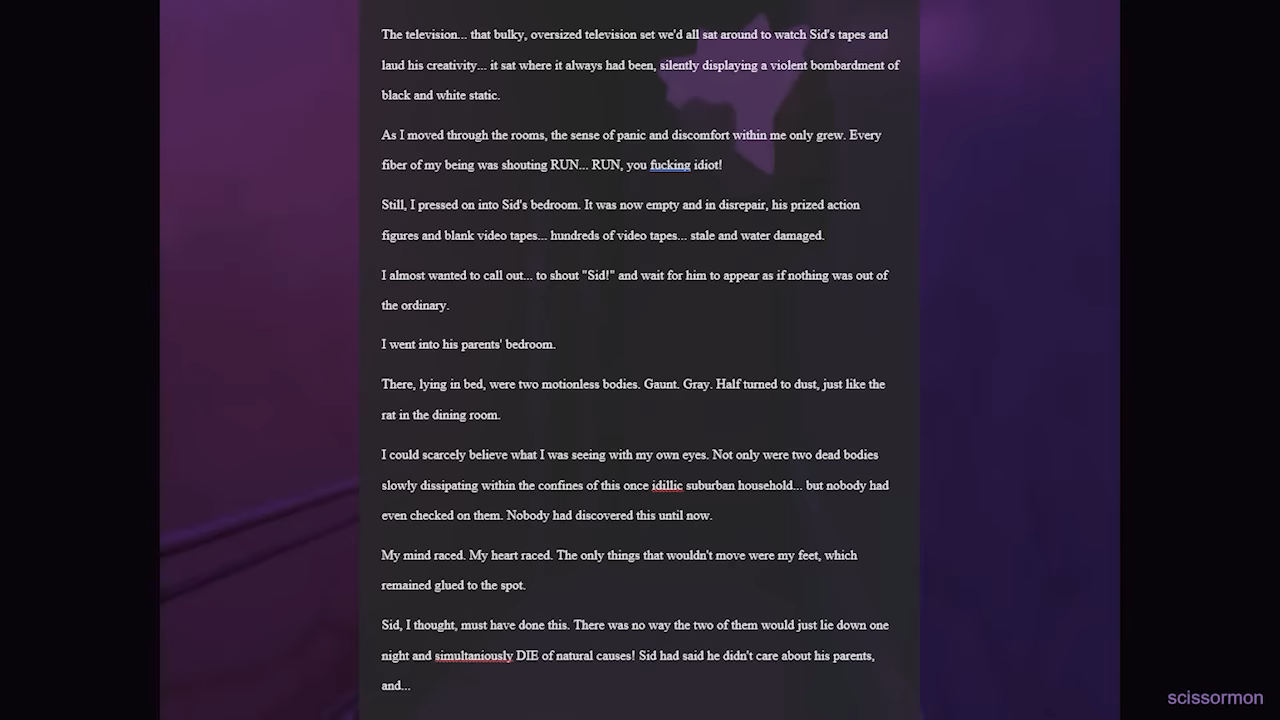 The television... that bulky, oversized television set we'd all sat around to watch Sid's tapes and
laud his creativity... it sat where it always had been, silently displaying a violent bombardment of
black and white static.
As I moved through the rooms, the sense of panic and discomfort within me only grew. Every
fiber of my being was shouting RUN... RUN, you fucking idiot!
Still, I pressed on into Sid's bedroom. It was now empty and in disrepair, his prized action
figures and blank video tapes... hundreds of video tapes... stale and water damaged.
I almost wanted to call out... to shout "Sid!" and wait for him to appear as if nothing was out of
the ordinary.
I went into his parents' bedroom.
There, lying in bed, were two motionless bodies. Gaunt. Gray. Half turned to dust, just like the
rat in the dining room.
I could scarcely believe what I was seeing with my own eyes. Not only were two dead bodies
slowly dissipating within the confines of this once idillic suburban household... but nobody had
even checked on them. Nobody had discovered this until now.
My mind raced. My heart raced. The only things that wouldn't move were my feet, which
remained glued to the spot.
Sid, I thought, must have done this. There was no way the two of them would just lie down one
night and simultaniously DIE of natural causes! Sid had said he didn't care about his parents,
and...
scissormon